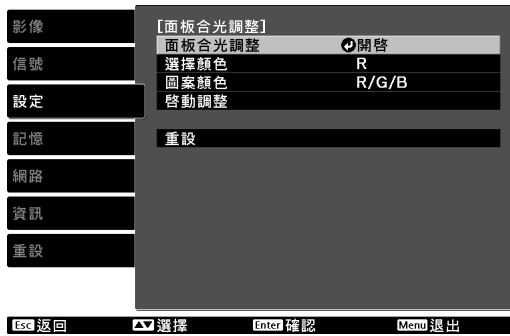 影像
信號
設定
記憶
網路
資訊
重設
[面板合光調整]
面板合光調整 開啓
選擇顏色 R
圖案顏色 R/G/B
啓動調整
重設
Esc 返回 選擇 Enter 確認 Menu 退出